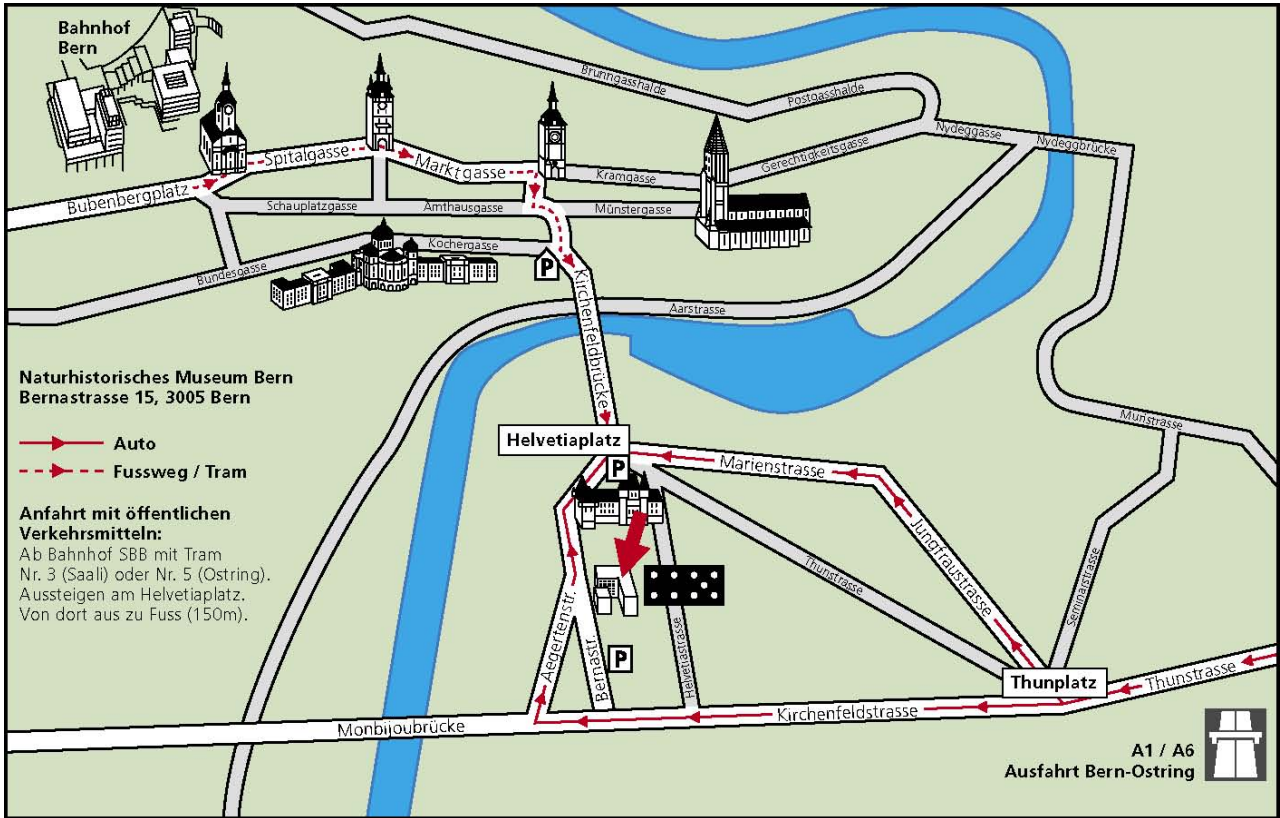 Bahnhof
Bern
Brunngasshalde
Postgasshalde
Nydeggasse
Nydeggbrücke
Spitalgasse
Marktgasse
Kramgasse
Gerechtigkeitsgasse
Bubenbergplatz
Schauplatzgasse
Amthausgasse
Münstergasse
Kochergasse
Bundesgasse
P
Kirchenfeldbrücke
Aarstrasse
Naturhistorisches Museum Bern
Bernastrasse 15, 3005 Bern
Auto
Fussweg / Tram
Anfahrt mit öffentlichen
Verkehrsmitteln:
Ab Bahnhof SBB mit Tram
Nr. 3 (Saali) oder Nr. 5 (Ostring).
Aussteigen am Helvetiaplatz.
Von dort aus zu Fuss (150m).
Helvetiaplatz
P
Marienstrasse
Munstrasse
Jungfraustrasse
Thunstrasse
Seminarstrasse
Aegertenstr.
Bernastr.
P
Helvetiastrasse
Thunplatz
Thunstrasse
Kirchenfeldstrasse
Monbijoubrücke
A1 / A6
Ausfahrt Bern-Ostring